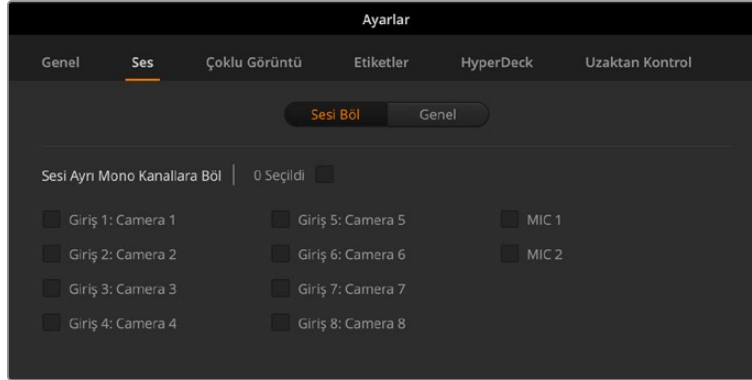 Ayarlar
Genel Ses Çoklu Görüntü Etiketler HyperDeck Uzaktan Kontrol
Sesi Böl Genel
Sesi Ayrı Mono Kanallara Böl 0 Seçildi
Giriş 1: Camera 1 Giriş 5: Camera 5 MIC 1
Giriş 2: Camera 2 Giriş 6: Camera 6 MIC 2
Giriş 3: Camera 3 Giriş 7: Camera 7
Giriş 4: Camera 4 Giriş 8: Camera 8